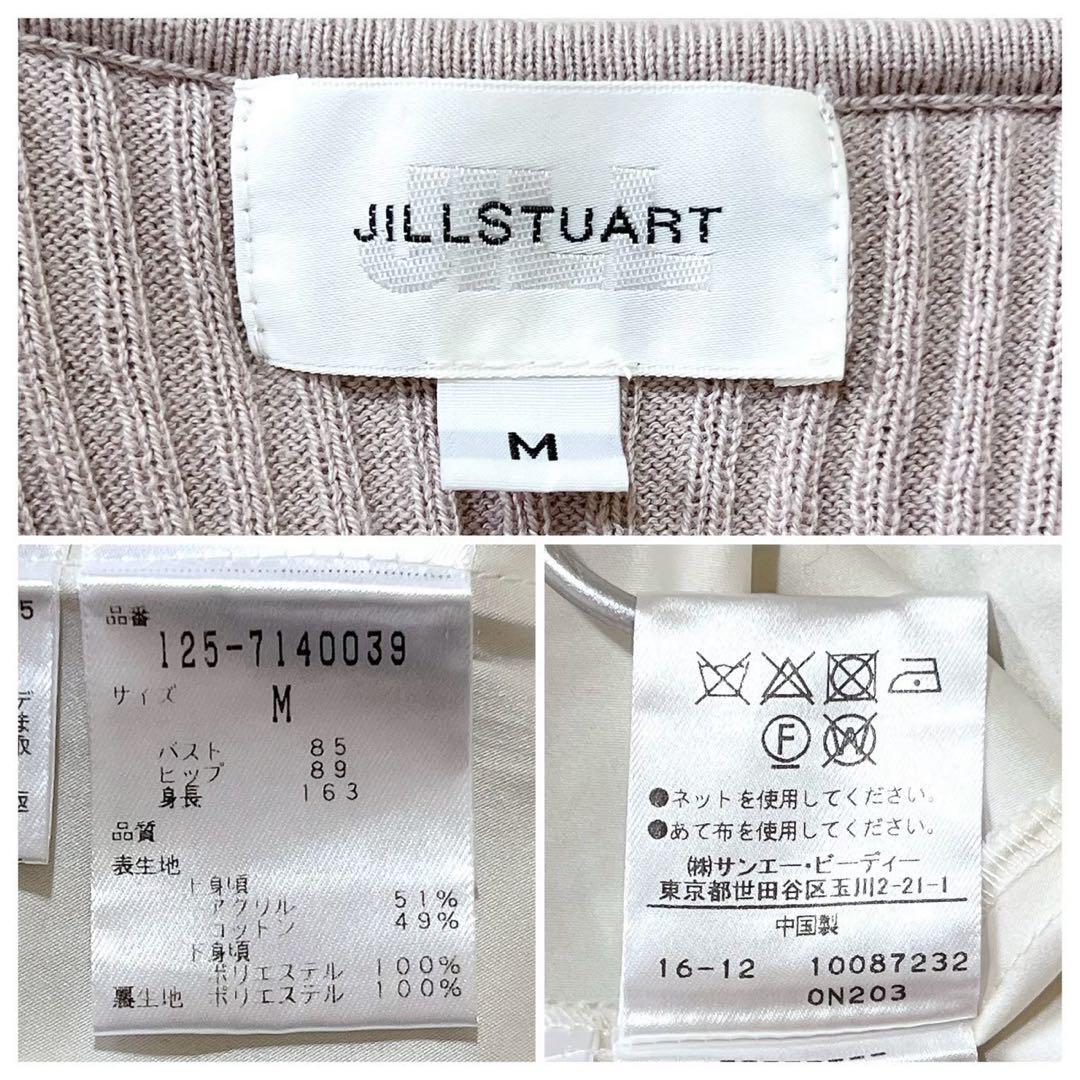 JILL
JILLSTUART
M
品番
125-7140039
サイズ
M
バスト 85
ヒップ 89
身長 163
品質
表生地
身頃
アクリル 51%
コットン 49%
下身頃
ポリエステル 100%
裏生地 ポリエステル 100%
5
デ
ま
取
F
W
●ネットを使用してください。
●あて布を使用してください。
(株)サンエー・ビーディー
東京都世田谷区玉川2-21-1
中国製
16-12 10087232
0N203